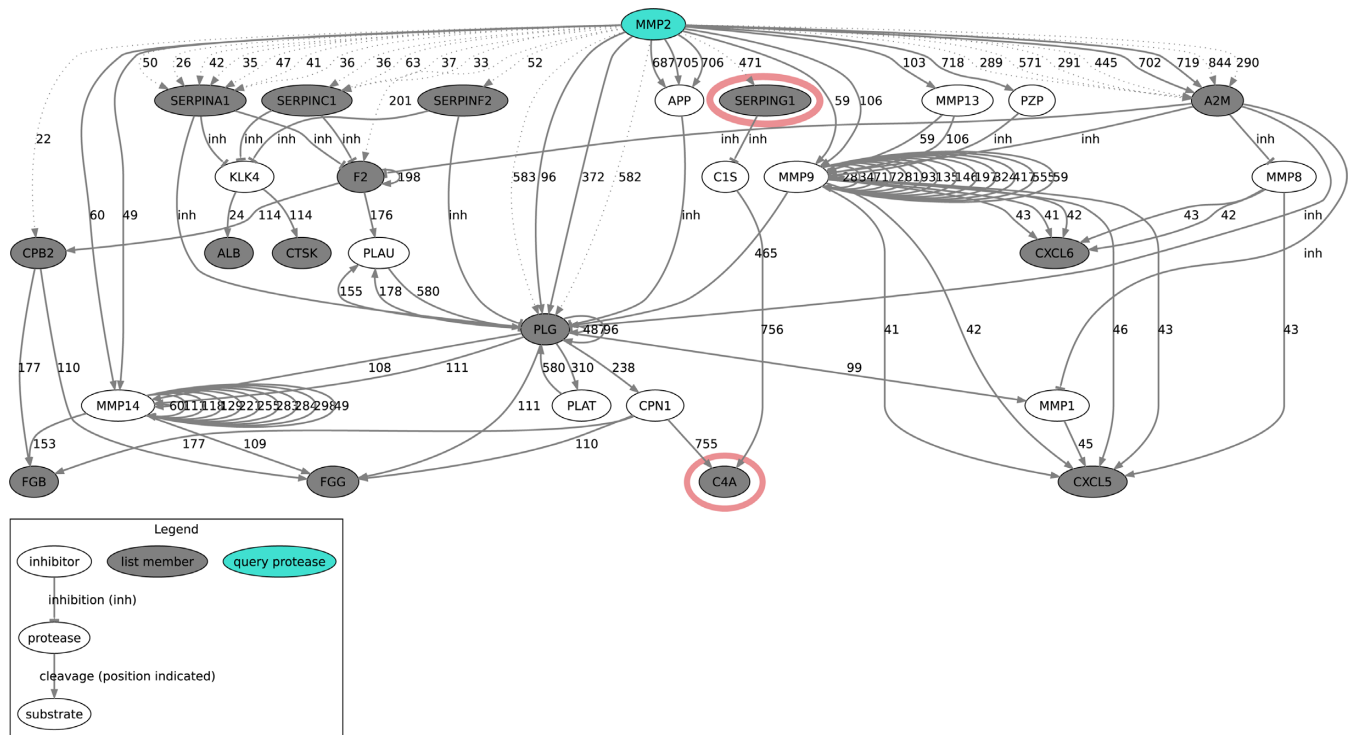 MMP2
50 26 42 35 47 41 36 36 63 37 33 52 687 705 706 471 103 718 289 571 291 445 702 719 844 290
SERPINA1 SERPINC1 SERPINF2 APP SERPING1 MMP13 PZP A2M
201 59 106
22 inh inh inh inh inh inh 59 106 inh inh inh
KLK4 F2 198 C1S MMP9 MMP8
583 96 372 582
60 49 inh 24 114 114 176 inh inh 43 41 42 43 42 inh
CPB2 ALB CTSK PLAU CXCL6
465 inh
155 178 580
PLG 487 96 756 41 42 46 43 43
177 110 108 111 580 310 238 99
MMP14 PLAT CPN1 MMP1
111
153 109 177 110 755 45
FGB FGG C4A CXCL5
Legend
inhibitor list member query protease
inhibition (inh)
protease
cleavage (position indicated)
substrate